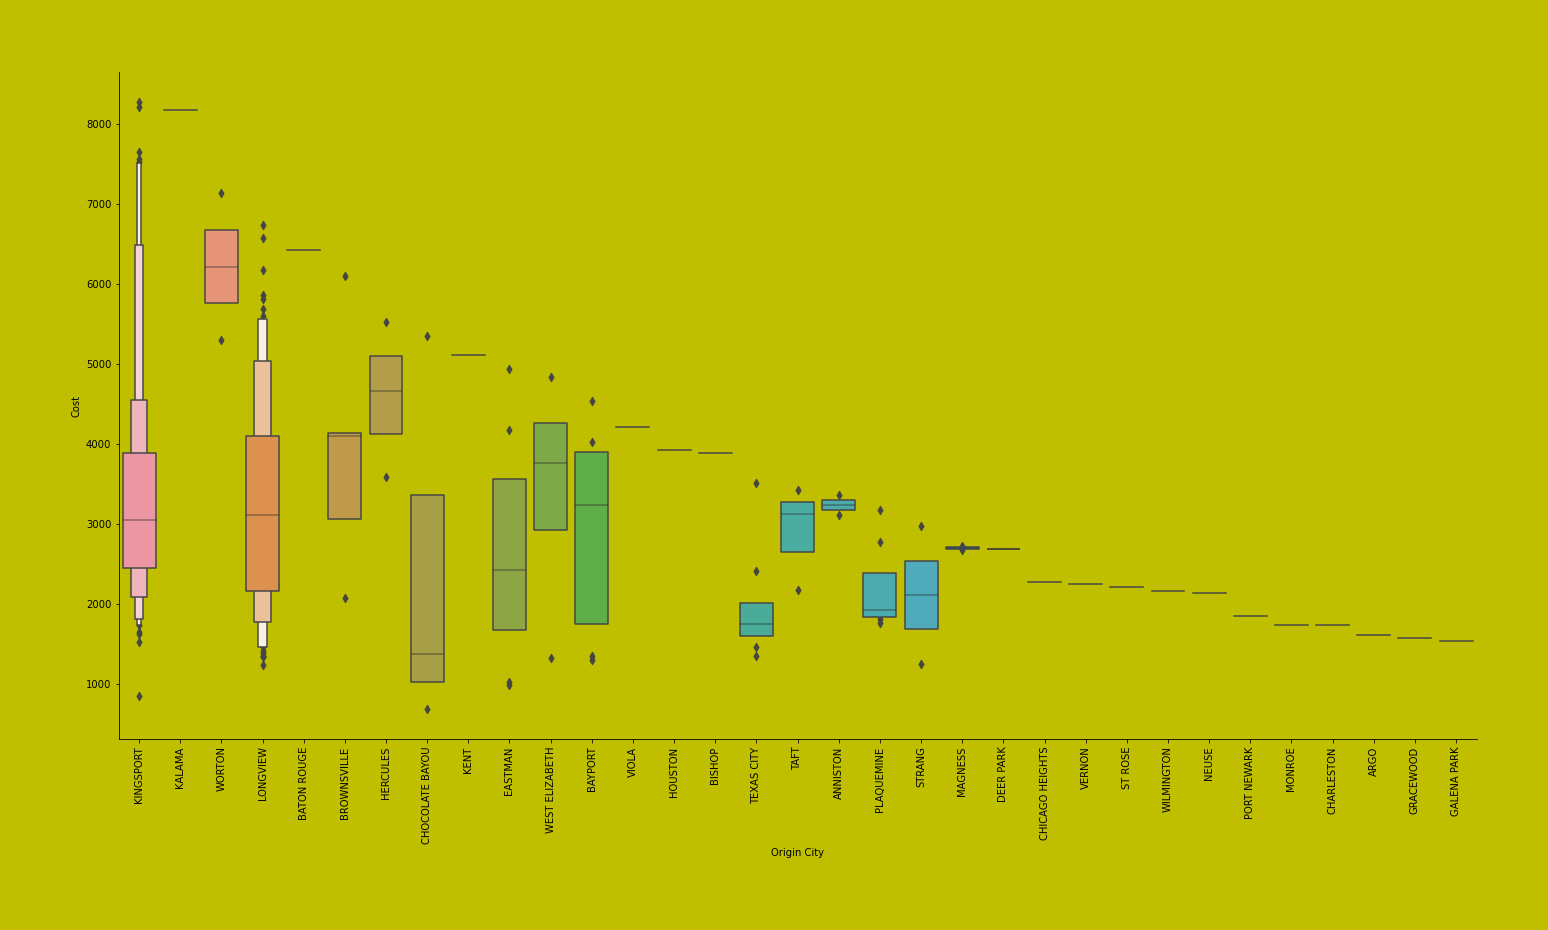 8000
7000
6000
5000
4000
3000
2000
1000
Cost
KINGSPORT
KALAMA
WORTON
LONGVIEW
BATON ROUGE
BROWNSVILLE
HERCULES
CHOCOLATE BAYOU
KENT
EASTMAN
WEST ELIZABETH
BAYPORT
VIOLA
HOUSTON
BISHOP
TEXAS CITY
TAFT
ANNISTON
PLAQUEMINE
STRANG
MAGNESS
DEER PARK
CHICAGO HEIGHTS
VERNON
ST ROSE
WILMINGTON
NEUSE
PORT NEWARK
MONROE
CHARLESTON
ARGO
GRACEWOOD
GALENA PARK
Origin City